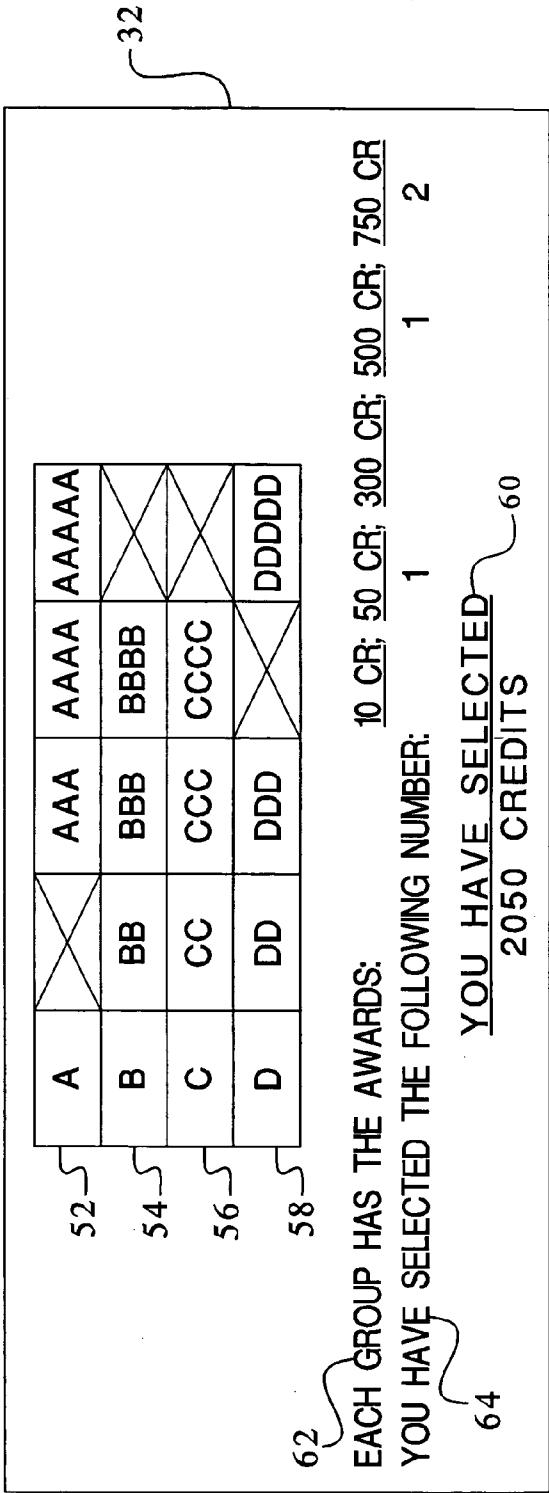 32
52 A AAA AAAA AAAAA
54 B BB BBB BBBB
56 C CC CCC CCCC
58 D DD DDD DDDDD
62
EACH GROUP HAS THE AWARDS: 10 CR; 50 CR; 300 CR; 500 CR; 750 CR
YOU HAVE SELECTED THE FOLLOWING NUMBER: 1 1 2
64
YOU HAVE SELECTED 60
2050 CREDITS